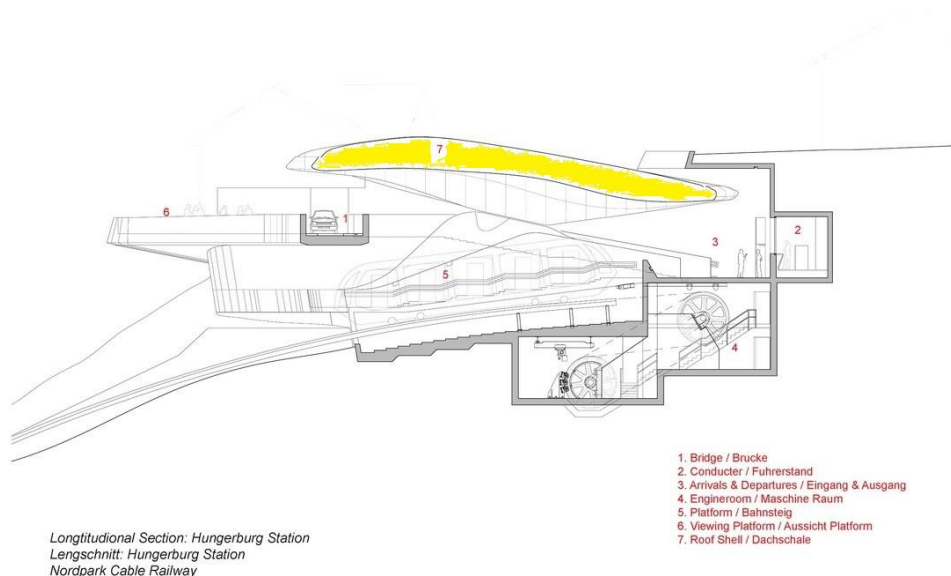 7
6
1
3
2
5
4
1. Bridge / Brucke
2. Conducter / Fuhrerstand
3. Arrivals & Departures / Eingang & Ausgang
4. Engineroom / Maschine Raum
5. Platform / Bahnsteig
6. Viewing Platform / Aussicht Platform
7. Roof Shell / Dachschale
Longtitudional Section: Hungerburg Station
Lengschnitt: Hungerburg Station
Nordpark Cable Railway